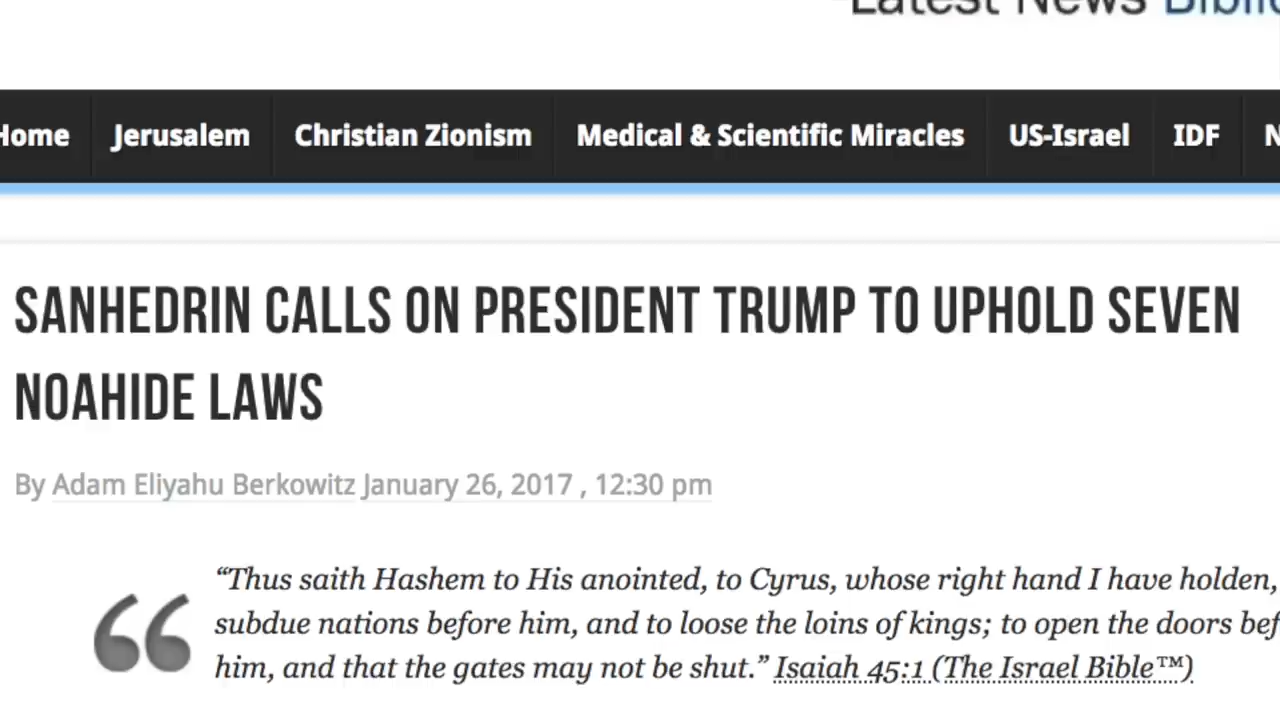 Latest News
Home Jerusalem Christian Zionism Medical & Scientific Miracles US-Israel IDF
SANHEDRIN CALLS ON PRESIDENT TRUMP TO UPHOLD SEVEN
NOAHIDE LAWS
By Adam Eliyahu Berkowitz January 26, 2017 , 12:30 pm
“Thus saith Hashem to His anointed, to Cyrus, whose right hand I have holden,
subdue nations before him, and to loose the loins of kings; to open the doors
him, and that the gates may not be shut.” Isaiah 45:1 (The Israel Bible™)